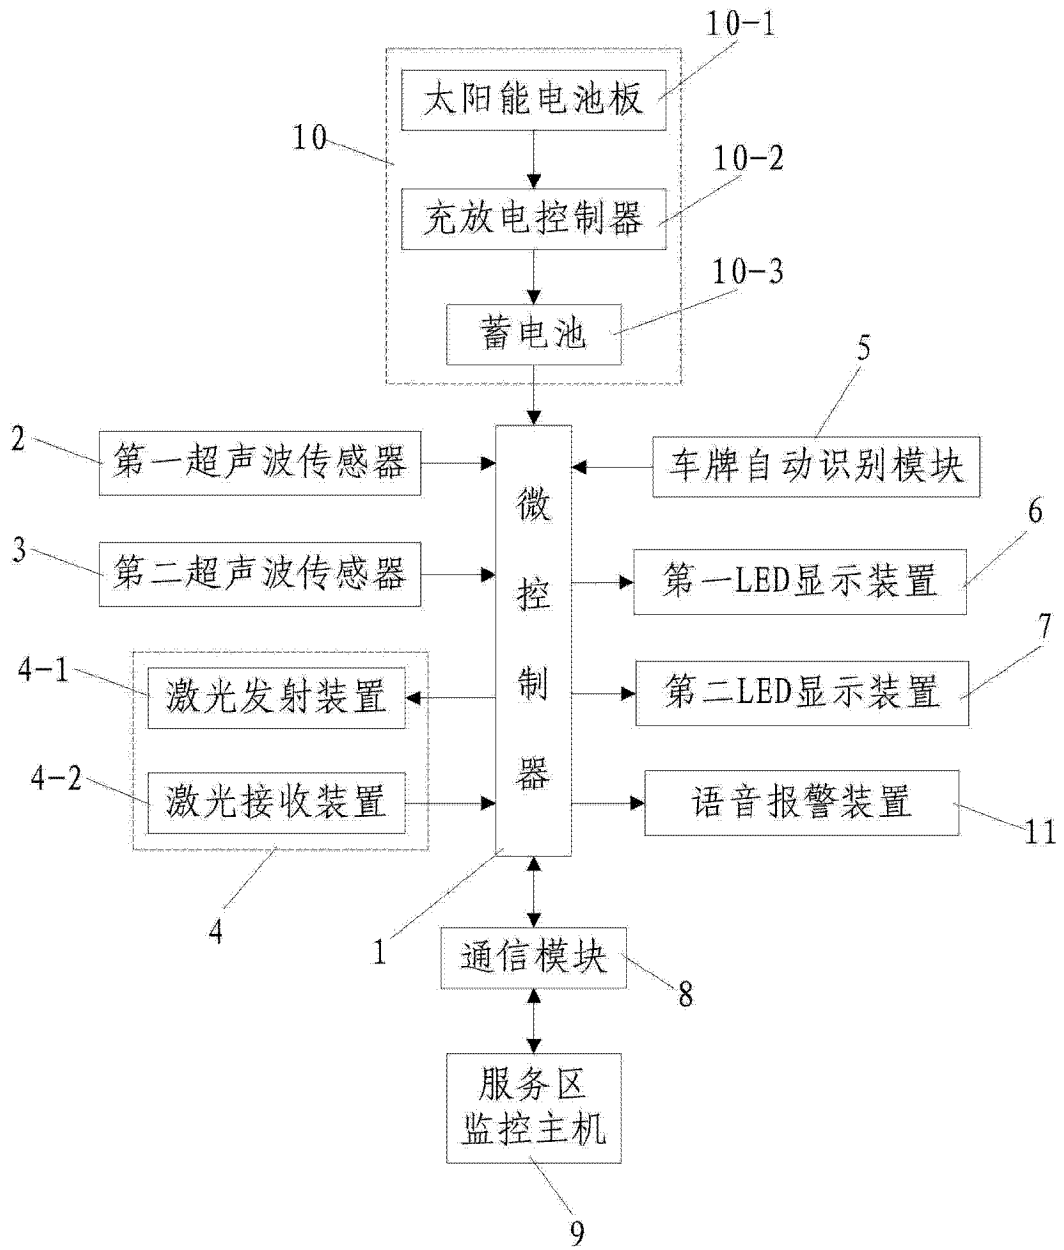 10-1
太阳能电池板
10
10-2
充放电控制器
10-3
蓄电池
5
2
第一超声波传感器
车牌自动识别模块
微控制器
6
3
第二超声波传感器
第一LED显示装置
7
4-1
激光发射装置
第二LED显示装置
4-2
激光接收装置
语音报警装置
11
4
1
通信模块
8
服务区
监控主机
9